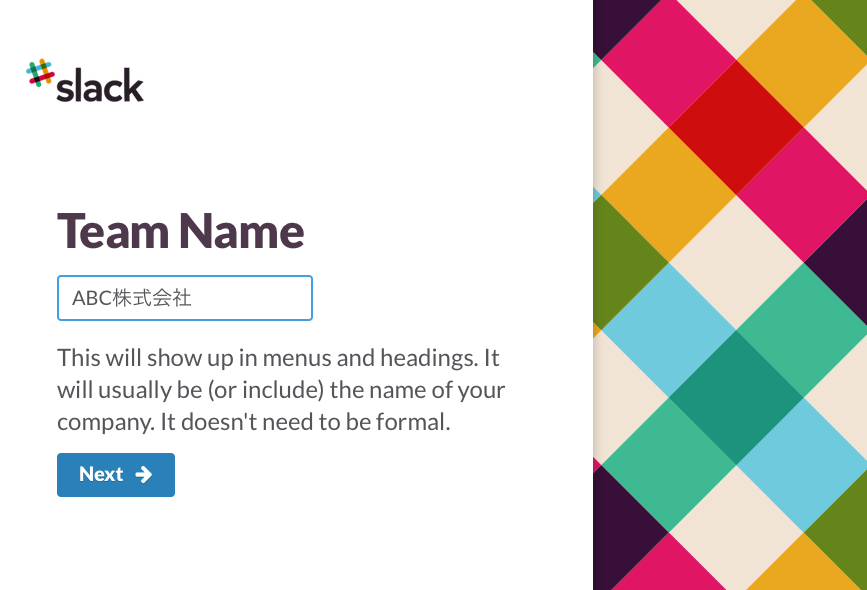 slack
Team Name
ABC株式会社
This will show up in menus and headings. It
will usually be (or include) the name of your
company. It doesn't need to be formal.
Next